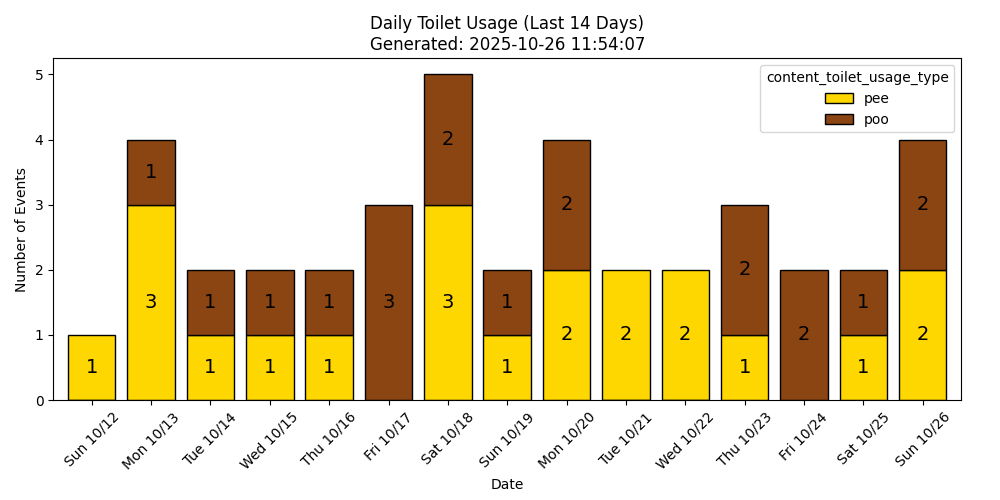 Daily Toilet Usage (Last 14 Days)
Generated: 2025-10-26 11:54:07
content_toilet_usage_type
pee
poo
Number of Events
5
4
3
2
1
0
1
3
1
1
1
1
1
1
1
3
3
2
1
1
2
2
2
2
1
2
2
1
1
2
2
Sun 10/12
Mon 10/13
Tue 10/14
Wed 10/15
Thu 10/16
Fri 10/17
Sat 10/18
Sun 10/19
Mon 10/20
Tue 10/21
Wed 10/22
Thu 10/23
Fri 10/24
Sat 10/25
Sun 10/26
Date